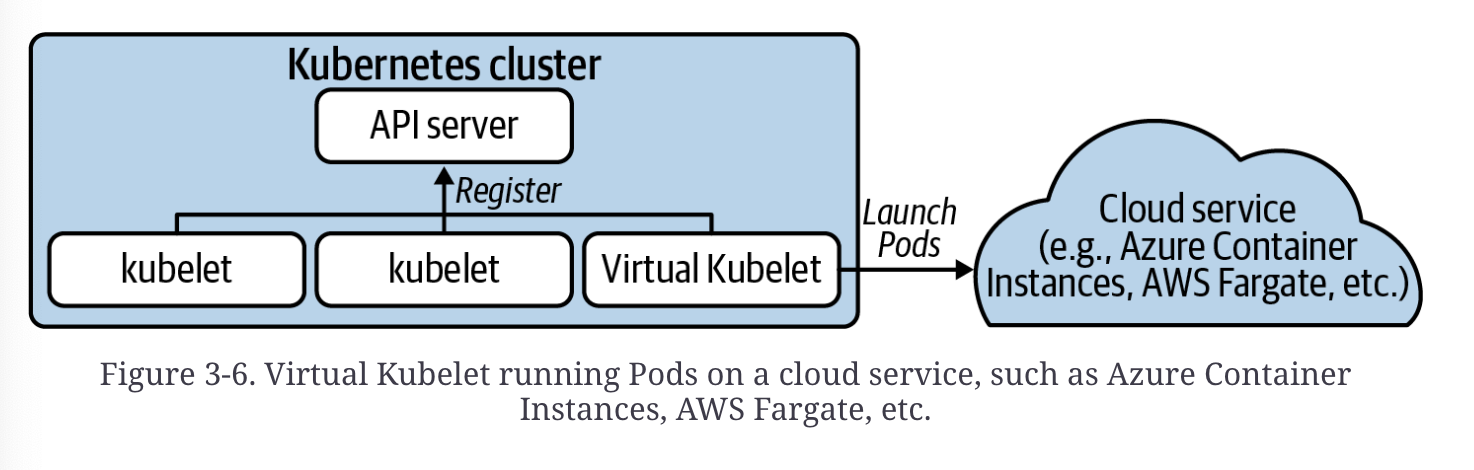 Kubernetes cluster
API server
Register
kubelet
kubelet
Virtual Kubelet
Launch
Pods
Cloud service
(e.g., Azure Container
Instances, AWS Fargate, etc.)
Figure 3-6. Virtual Kubelet running Pods on a cloud service, such as Azure Container
Instances, AWS Fargate, etc.